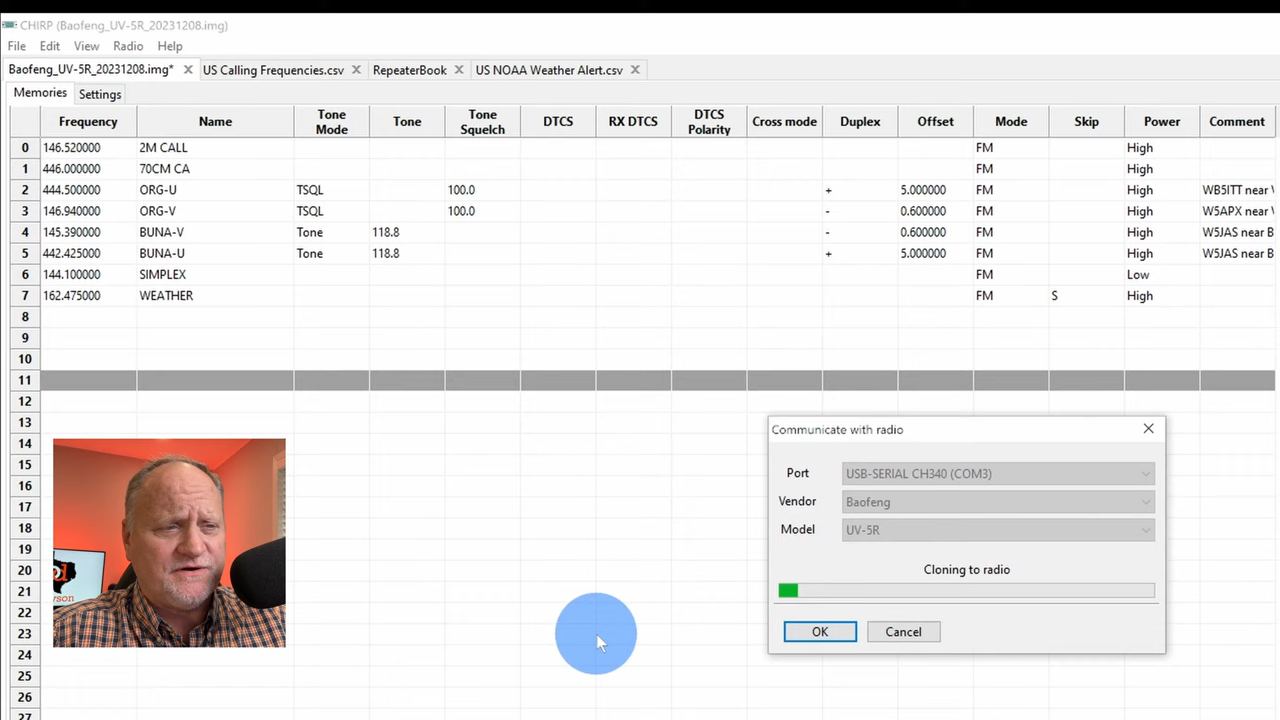 CHIRP (Baofeng_UV-5R_20231208.img)
File Edit View Radio Help
Baofeng_UV-5R_20231208.img* US Calling Frequencies.csv RepeaterBook US NOAA Weather Alert.csv
Memories Settings
Frequency Name Tone Mode Tone Tone Squelch DTCS RX DTCS DTCS Polarity Cross mode Duplex Offset Mode Skip Power Comment
0 146.520000 2M CALL FM High
1 446.000000 70CM CA FM High
2 444.500000 ORG-U TSQL 100.0 + 5.000000 FM High WB5ITT near
3 146.940000 ORG-V TSQL 100.0 - 0.600000 FM High W5APX near
4 145.390000 BUNA-V Tone 118.8 - 0.600000 FM High W5JAS near B
5 442.425000 BUNA-U Tone 118.8 + 5.000000 FM High W5JAS near B
6 144.100000 SIMPLEX FM Low
7 162.475000 WEATHER FM S High
8
9
10
11
12
13
14
15
16
17
18
19
20
21
22
23
24
25
26
27
Communicate with radio
Port USB-SERIAL CH340 (COM3)
Vendor Baofeng
Model UV-5R
Cloning to radio
OK Cancel